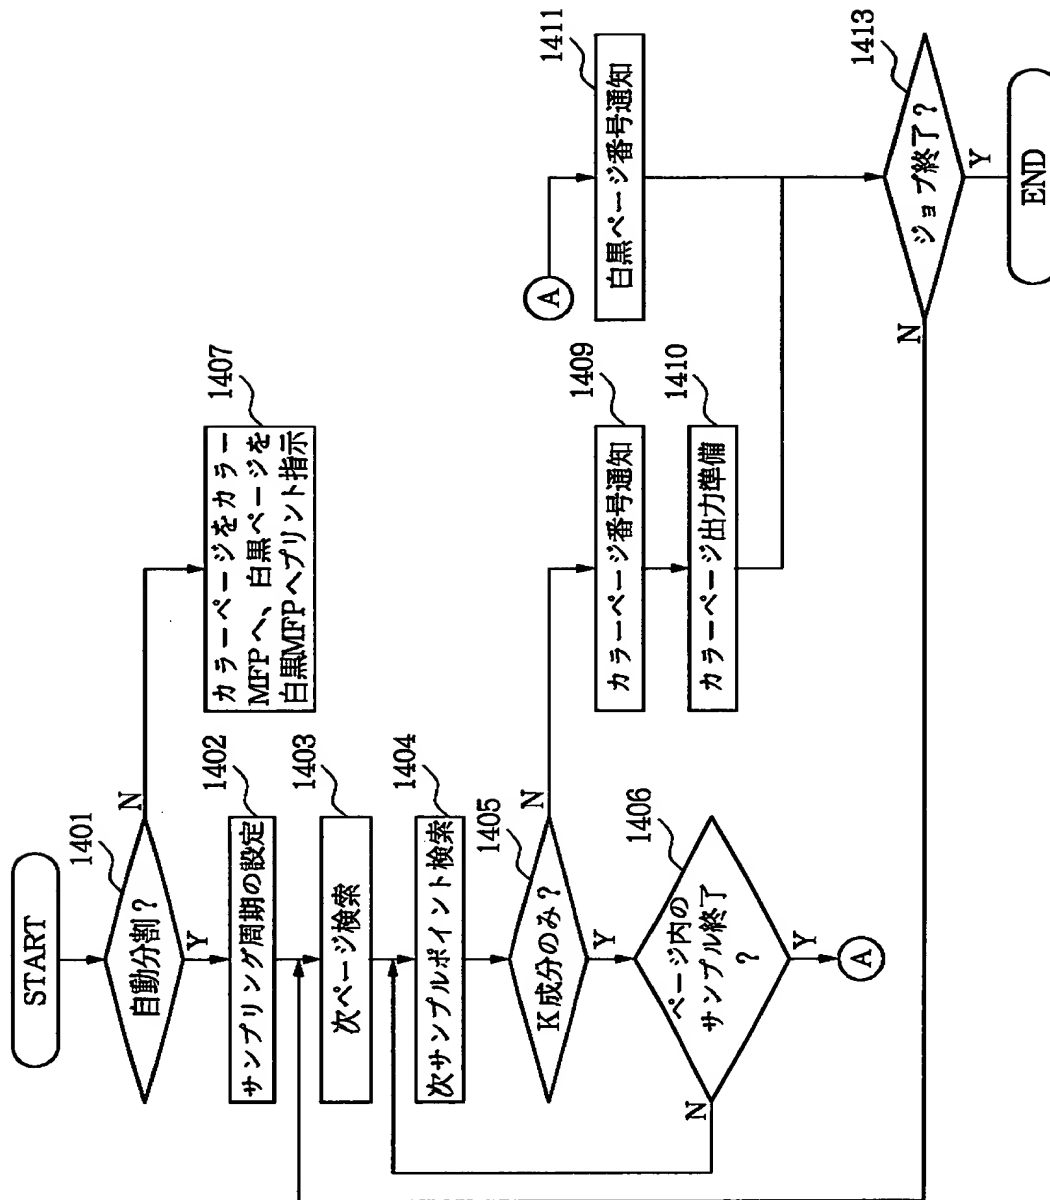 START
1401
自動分割？
N
Y
1402
サンプリング周期の設定
1403
次ページ検索
1404
次サンプルポイント検索
1405
K成分のみ？
N
Y
1406
ページ内の
サンプル終了
？
N
Y
A
1407
カラーページをカラー
MFPへ、白黒ページを
白黒MFPへプリント指示
1409
カラーページ番号通知
1410
カラーページ出力準備
A
1411
白黒ページ番号通知
1413
ジョブ終了？
N
Y
END